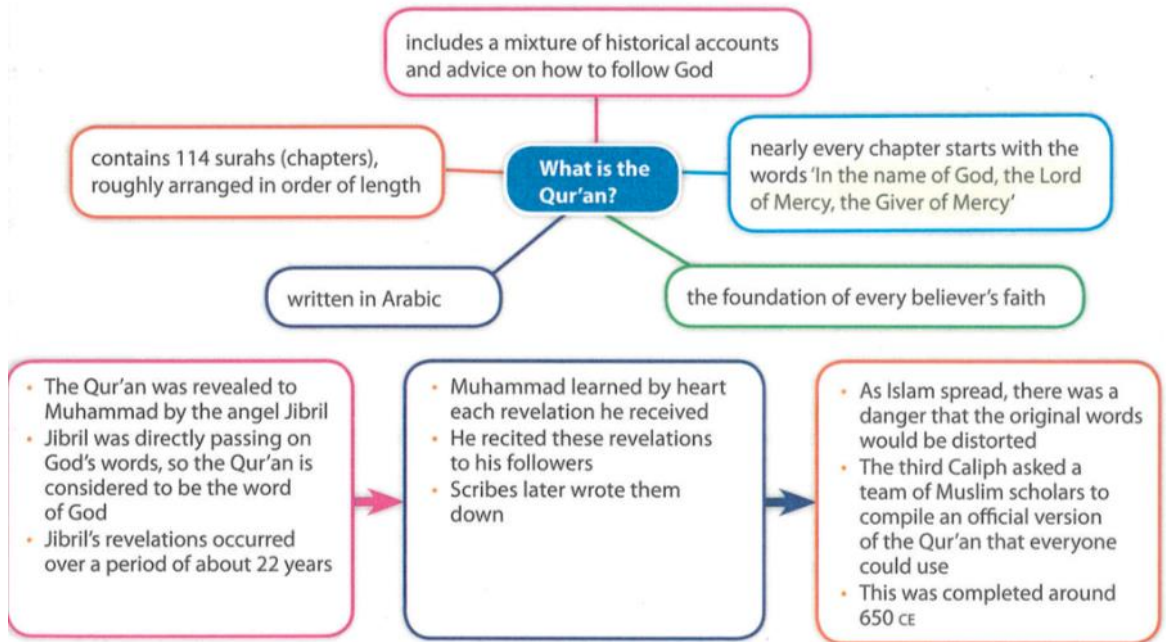 includes a mixture of historical accounts
and advice on how to follow God
contains 114 surahs (chapters),
roughly arranged in order of length
What is the
Qur'an?
nearly every chapter starts with the
words 'In the name of God, the Lord
of Mercy, the Giver of Mercy'
written in Arabic
the foundation of every believer's faith
• The Qur'an was revealed to
Muhammad by the angel Jibril
• Jibril was directly passing on
God's words, so the Qur'an is
considered to be the word
of God
• Jibril's revelations occurred
over a period of about 22 years
• Muhammad learned by heart
each revelation he received
• He recited these revelations
to his followers
• Scribes later wrote them
down
• As Islam spread, there was a
danger that the original words
would be distorted
• The third Caliph asked a
team of Muslim scholars to
compile an official version
of the Qur'an that everyone
could use
• This was completed around
650 CE